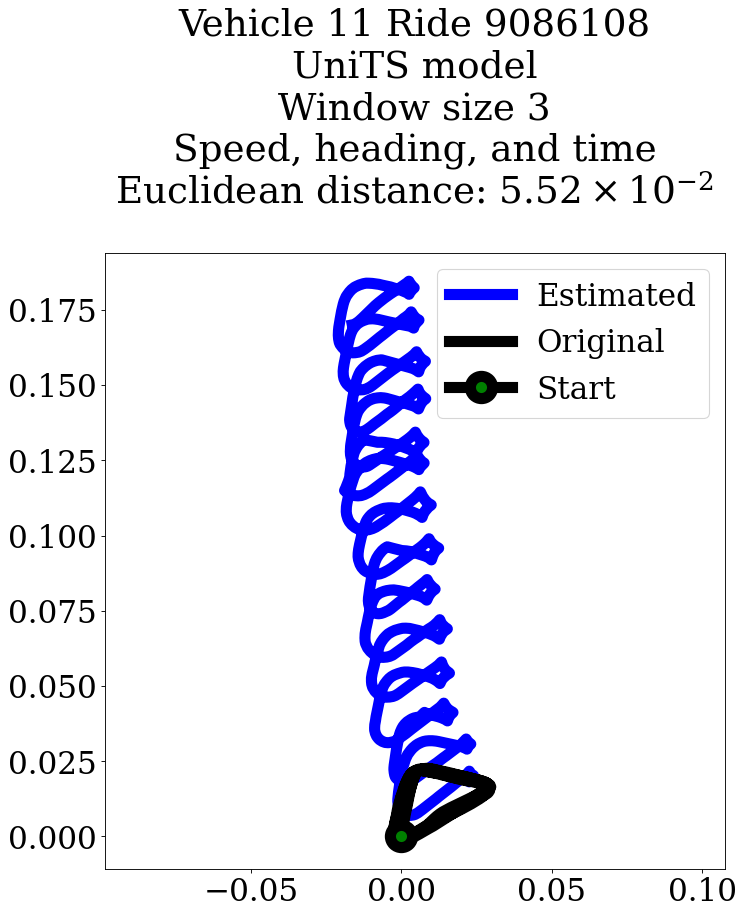 Vehicle 11 Ride 9086108
UniTS model
Window size 3
Speed, heading, and time
Euclidean distance: 5.52 × 10⁻²
Estimated
Original
Start
0.175
0.150
0.125
0.100
0.075
0.050
0.025
0.000
−0.05 0.00 0.05 0.10